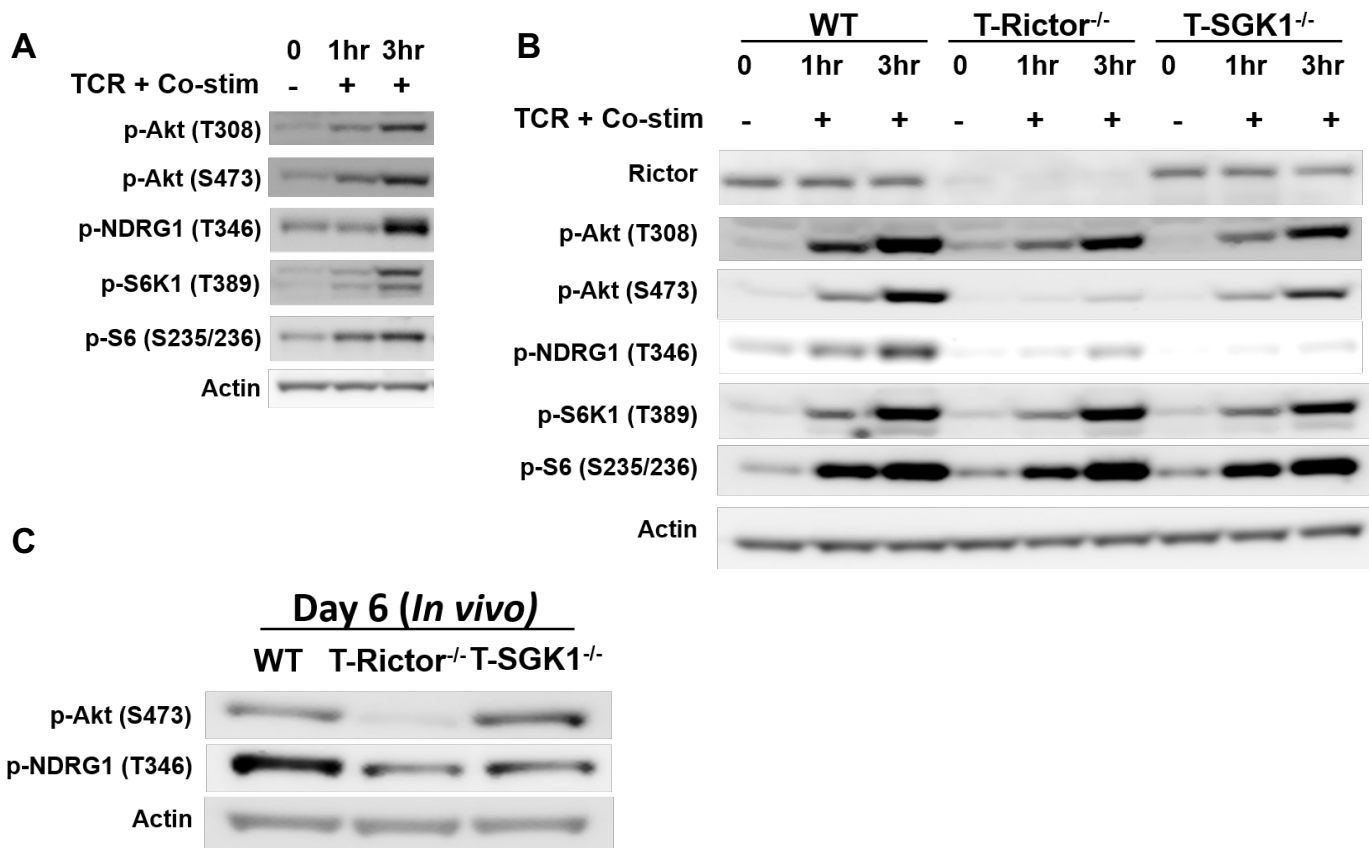 A
0 1hr 3hr
TCR + Co-stim - + +
p-Akt (T308)
p-Akt (S473)
p-NDRG1 (T346)
p-S6K1 (T389)
p-S6 (S235/236)
Actin
B
WT T-Rictor-/- T-SGK1-/-
0 1hr 3hr 0 1hr 3hr 0 1hr 3hr
TCR + Co-stim - + + - + + - + +
Rictor
p-Akt (T308)
p-Akt (S473)
p-NDRG1 (T346)
p-S6K1 (T389)
p-S6 (S235/236)
Actin
C
Day 6 (In vivo)
WT T-Rictor-/- T-SGK1-/-
p-Akt (S473)
p-NDRG1 (T346)
Actin